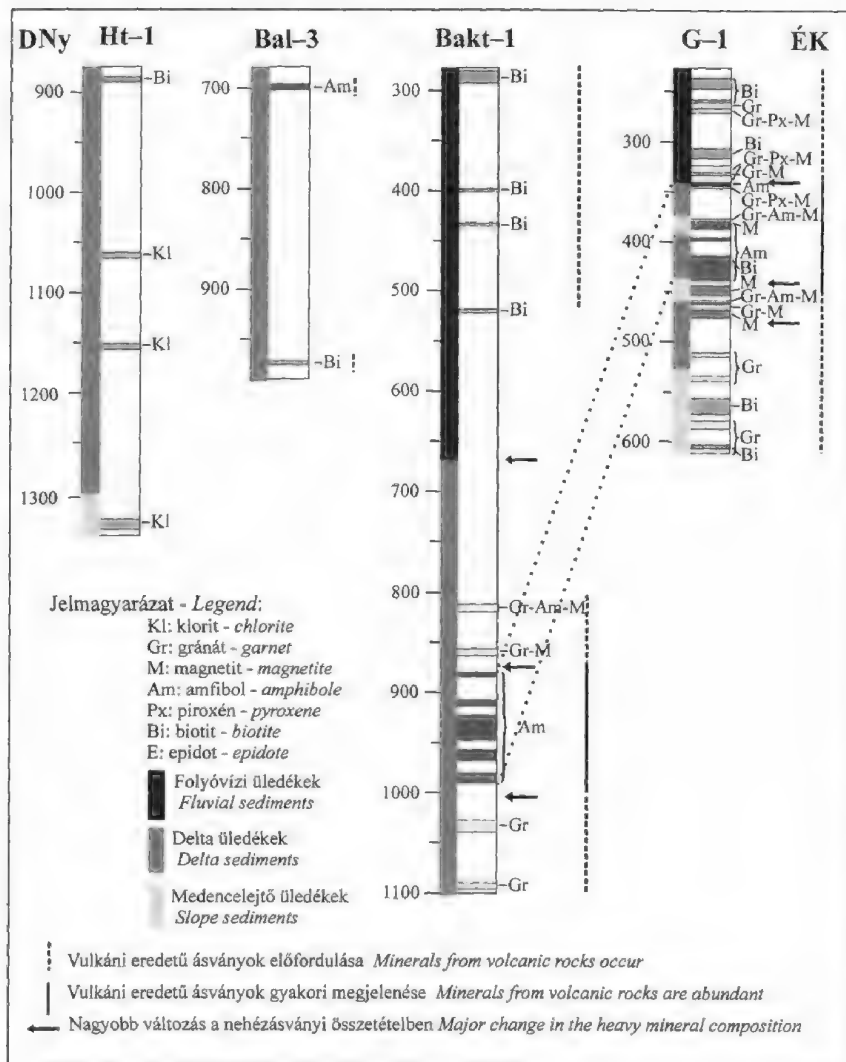 DNy Ht–1 Bal–3 Bakt–1 G–1 ÉK
900
1000
1100
1200
1300
Bi
Kl
Kl
Kl
700
800
900
Am
Bi
300
400
500
600
700
800
900
1000
1100
Bi
Bi
Bi
Bi
Gr-Am-M
Gr-M
Am
Gr
Gr
300
400
500
600
Bi
Gr
Gr-Px-M
Bi
Gr-Px-M
Gr-M
Am
Gr-Px-M
Gr-Am-M
M
Am
Bi
M
Gr-Am-M
Gr-M
M
Gr
Bi
Gr
Bi
Jelmagyarázat - Legend:
Kl: klorit - chlorite
Gr: gránát - garnet
M: magnetit - magnetite
Am: amfibol - amphibole
Px: piroxén - pyroxene
Bi: biotit - biotite
E: epidot - epidote
Folyóvízi üledékek
Fluvial sediments
Delta üledékek
Delta sediments
Medencelejtő üledékek
Slope sediments
Vulkáni eredetű ásványok előfordulása Minerals from volcanic rocks occur
Vulkáni eredetű ásványok gyakori megjelenése Minerals from volcanic rocks are abundant
Nagyobb változás a nehézásványi összetételben Major change in the heavy mineral composition